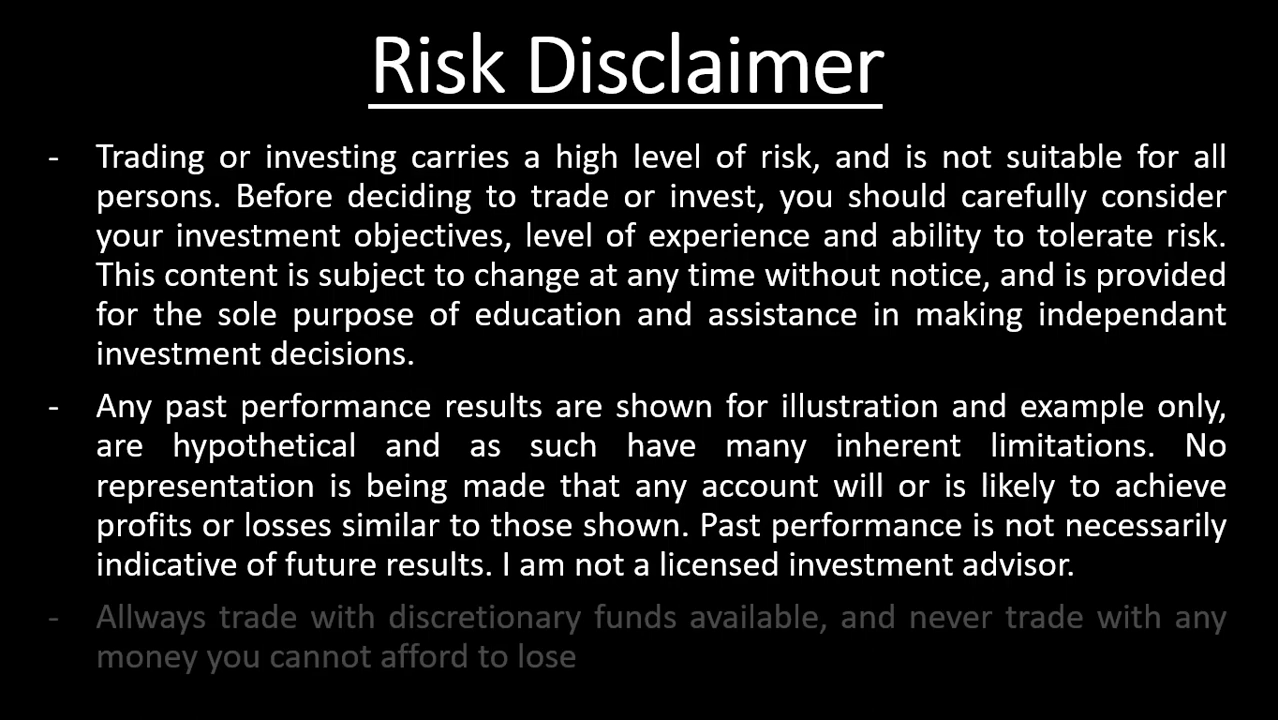 Risk Disclaimer
- Trading or investing carries a high level of risk, and is not suitable for all
persons. Before deciding to trade or invest, you should carefully consider
your investment objectives, level of experience and ability to tolerate risk.
This content is subject to change at any time without notice, and is provided
for the sole purpose of education and assistance in making independant
investment decisions.
- Any past performance results are shown for illustration and example only,
are hypothetical and as such have many inherent limitations. No
representation is being made that any account will or is likely to achieve
profits or losses similar to those shown. Past performance is not necessarily
indicative of future results. I am not a licensed investment advisor.
- Allways trade with discretionary funds available, and never trade with any
money you cannot afford to lose